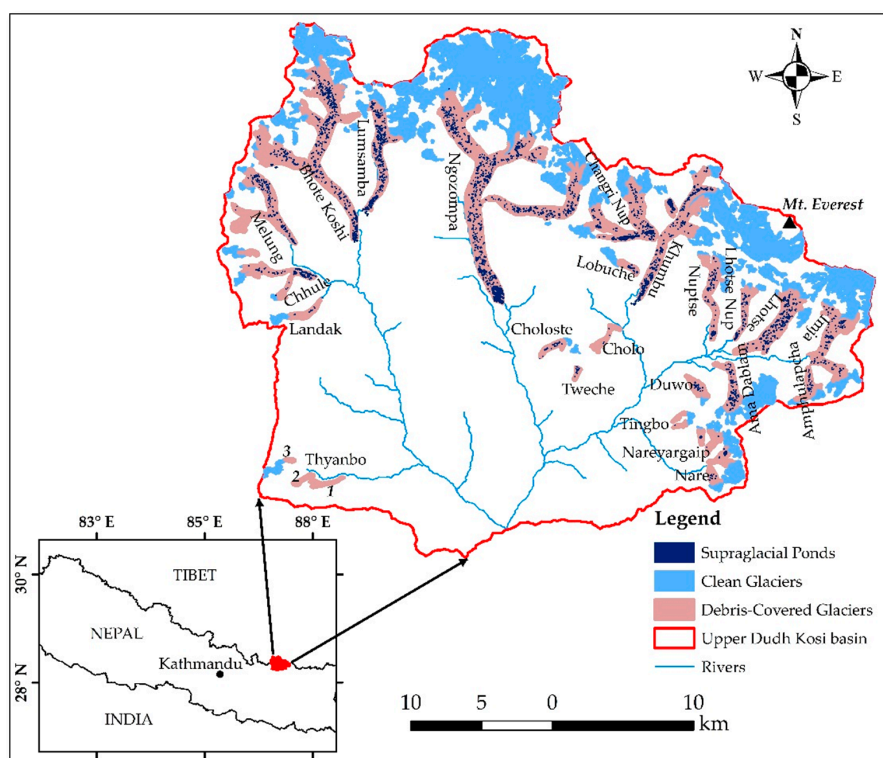 N
W E
S
Mt. Everest
Lumsamba
Bhote Koshi
Ngozompa
Changri Nup
Melung
Khumbu
Lobuche
Nuptse
Lhotse Nup
Lhotse
Imja
Chhule
Landak
Choloste
Cholo
Tweche
Duwo
Ama Dablam
Amphulapcha
Tingbo
Nareyargaip
Nare
3
Thyanbo
2
1
Legend
Supraglacial Ponds
Clean Glaciers
Debris-Covered Glaciers
Upper Dudh Kosi basin
Rivers
83° E 85° E 88° E
30° N
TIBET
NEPAL
Kathmandu
28° N
INDIA
10 5 0 10
km